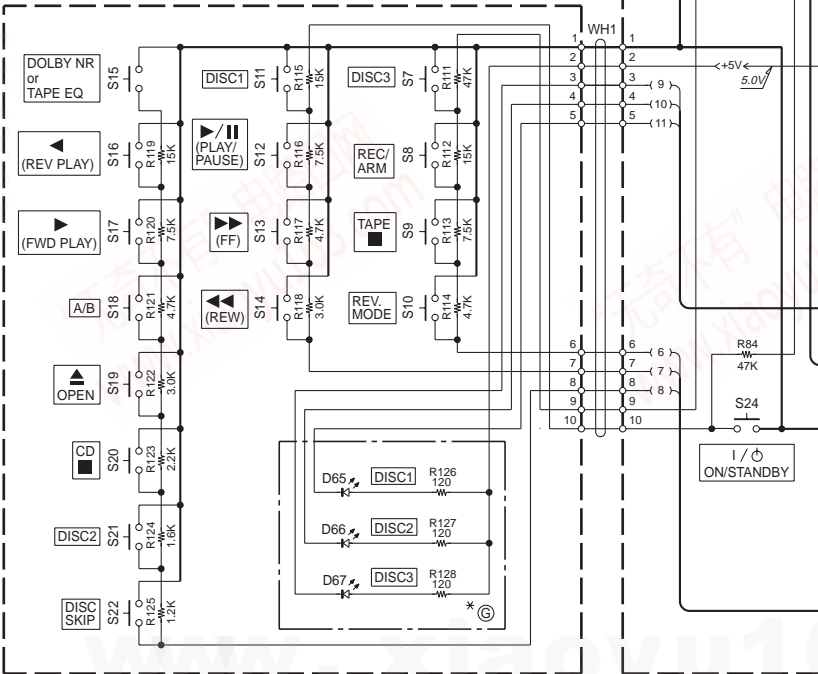 WH1
1 1
2 2 +5V
5.0V
3 3 (9)
4 4 (10)
5 5 (11)
DOLBY NR
or
TAPE EQ
S15
DISC1
S11
R115
15K
DISC3
S7
R111
47K
◀
(REV PLAY)
S16
R119
15K
▶/II
(PLAY/
PAUSE)
S12
R116
7.5K
REC/
ARM
S8
R112
15K
▶
(FWD PLAY)
S17
R120
7.5K
▶▶
(FF)
S13
R117
4.7K
TAPE
■
S9
R113
7.5K
A/B
S18
R121
4.7K
◀◀
(REW)
S14
R118
3.0K
REV.
MODE
S10
R114
4.7K
6 6 (6)
7 7 (7)
8 8 (8)
9 9
10 10
R84
47K
S24
I / ⏻
ON/STANDBY
OPEN
S19
R122
3.0K
CD
■
S20
R123
2.2K
DISC2
S21
R124
1.6K
DISC
SKIP
S22
R125
1.2K
D65
DISC1
R126
120
D66
DISC2
R127
120
D67
DISC3
R128
120
* G